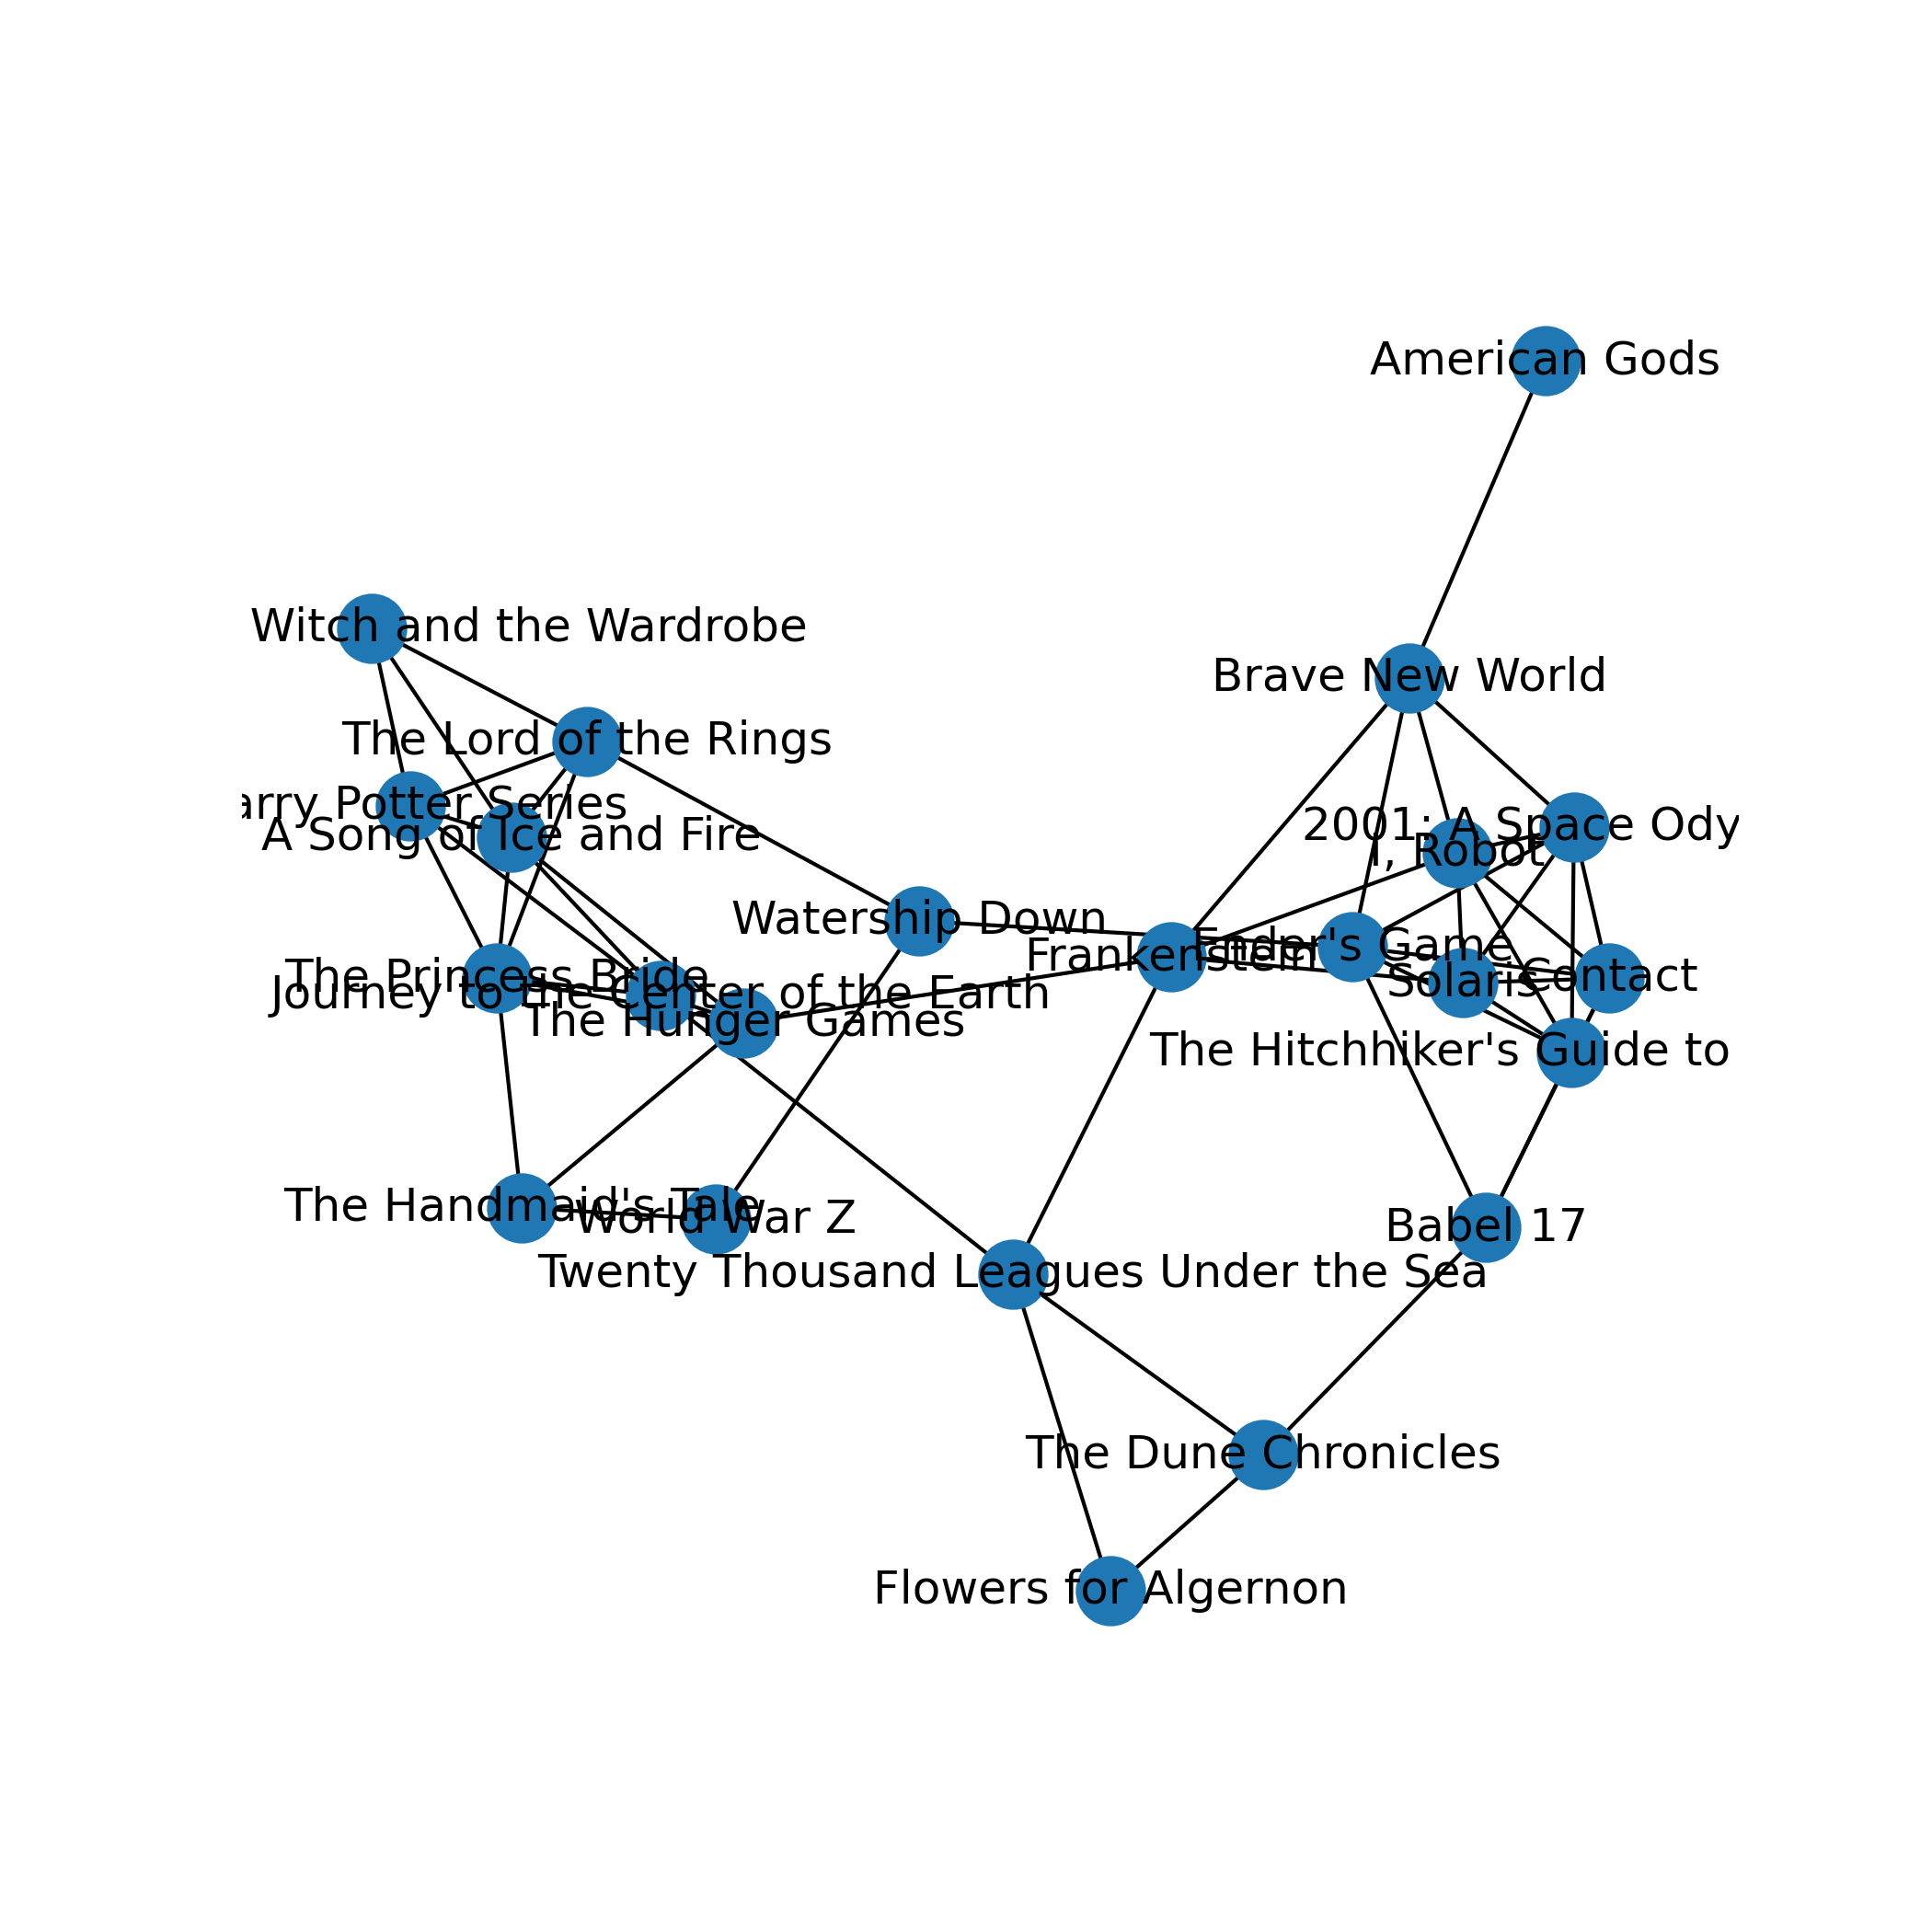 American Gods
Witch and the Wardrobe
Brave New World
The Lord of the Rings
arry Potter Series
2001: A Space Ody
A Song of Ice and Fire
I, Robot
Watership Down
Ender's Game
Frankenstein
The Princess Bride
Contact
Solaris
Journey to the Center of the Earth
The Hunger Games
The Hitchhiker's Guide to
The Handmaid's Tale
World War Z
Babel 17
Twenty Thousand Leagues Under the Sea
The Dune Chronicles
Flowers for Algernon